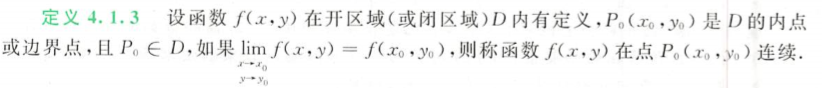 定义 4.1.3 设函数 f(x,y) 在开区域(或闭区域)D 内有定义,P₀(x₀,y₀) 是 D 的内点
或边界点,且 P₀ ∈ D,如果 lim f(x,y) = f(x₀,y₀),则称函数 f(x,y) 在点 P₀(x₀,y₀) 连续.
x→x₀
y→y₀